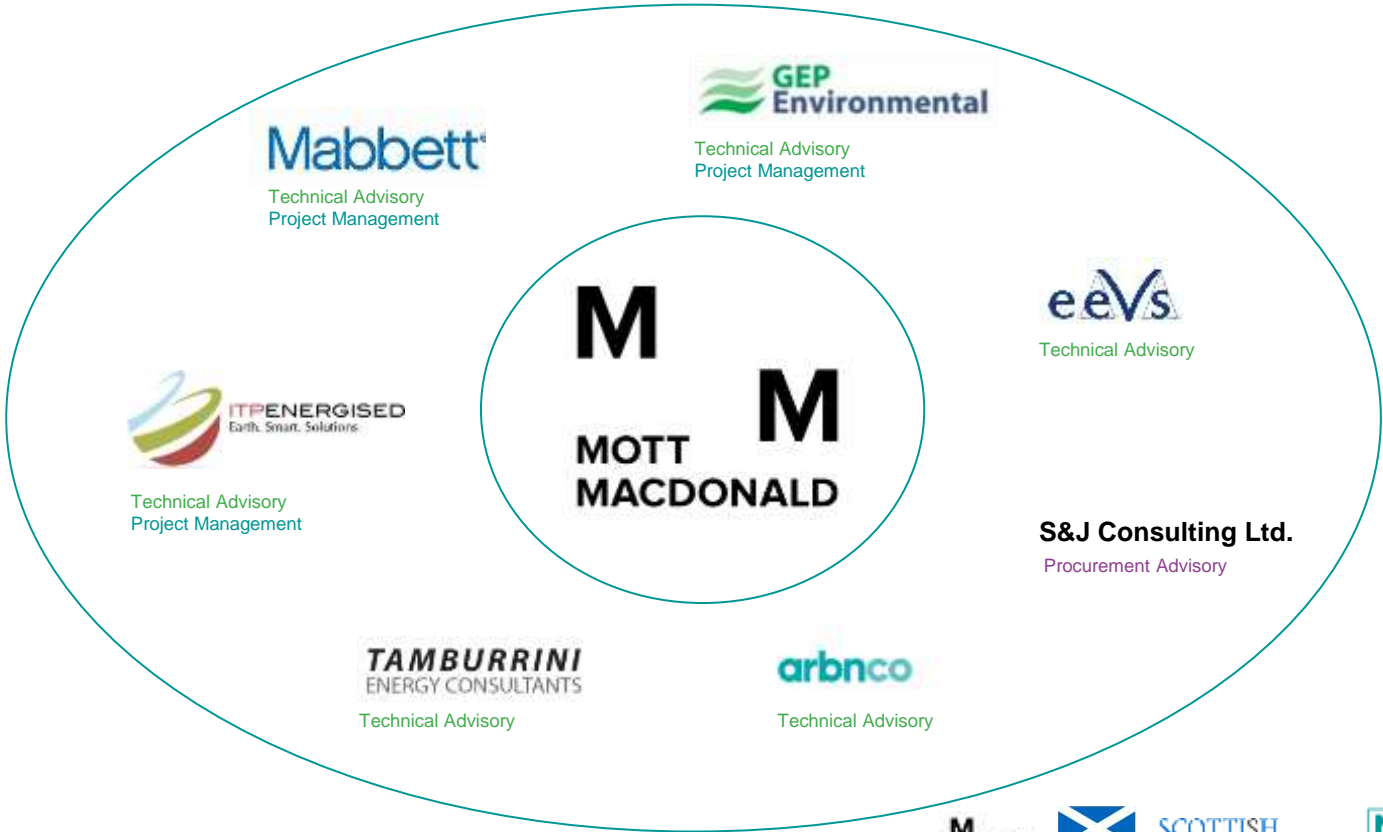 GEP
Environmental
Technical Advisory
Project Management
Mabbett
Technical Advisory
Project Management
eeVs
Technical Advisory
M
M
MOTT
MACDONALD
ITPENERGISED
Earth. Smart. Solutions
Technical Advisory
Project Management
S&J Consulting Ltd.
Procurement Advisory
TAMBURRINI
ENERGY CONSULTANTS
Technical Advisory
arbnco
Technical Advisory
M
SCOTTISH